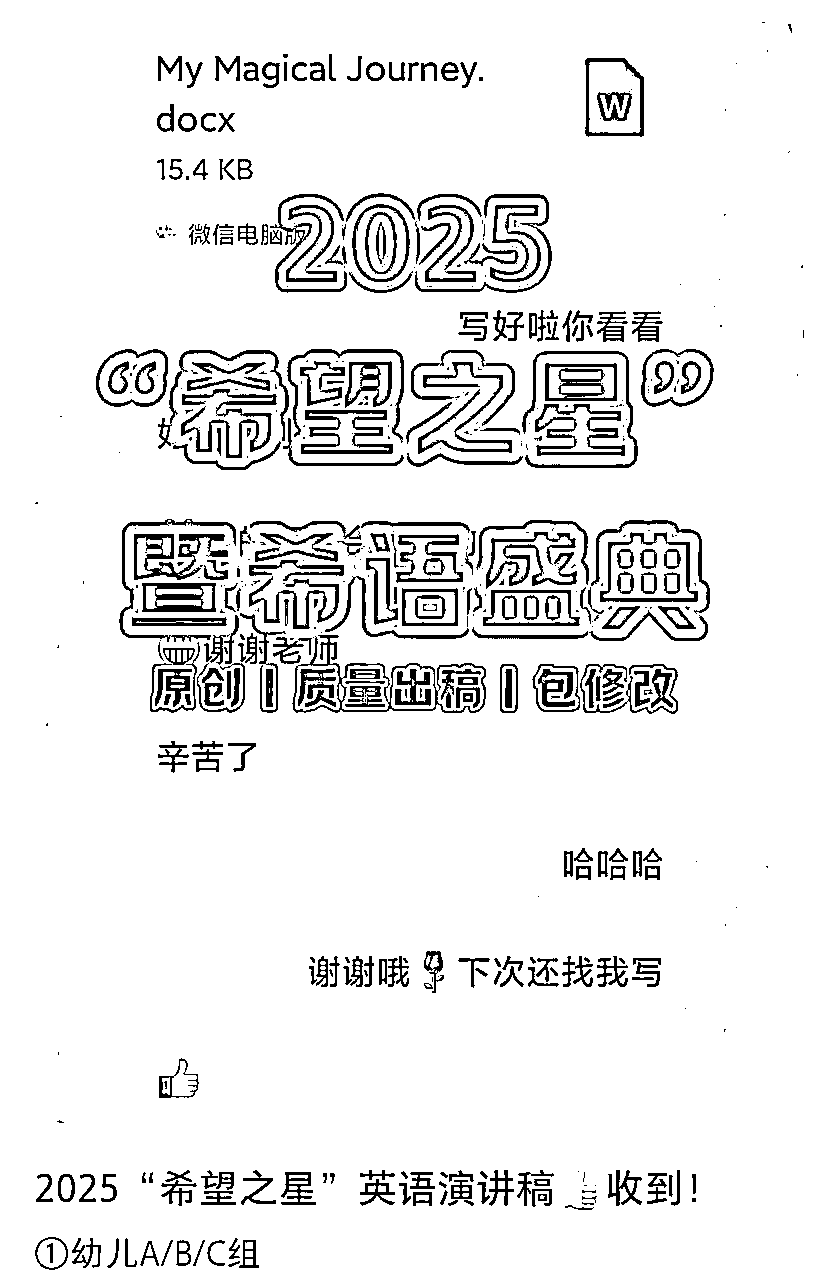 My Magical Journey.
docx
15.4 KB
微信电脑版
2025
写好啦你看看
“希望之星”
暨希语盛典
谢谢老师
原创丨质量出稿丨包修改
辛苦了
哈哈哈
谢谢哦🌹下次还找我写
👍
2025“希望之星”英语演讲稿 收到!
①幼儿A/B/C组